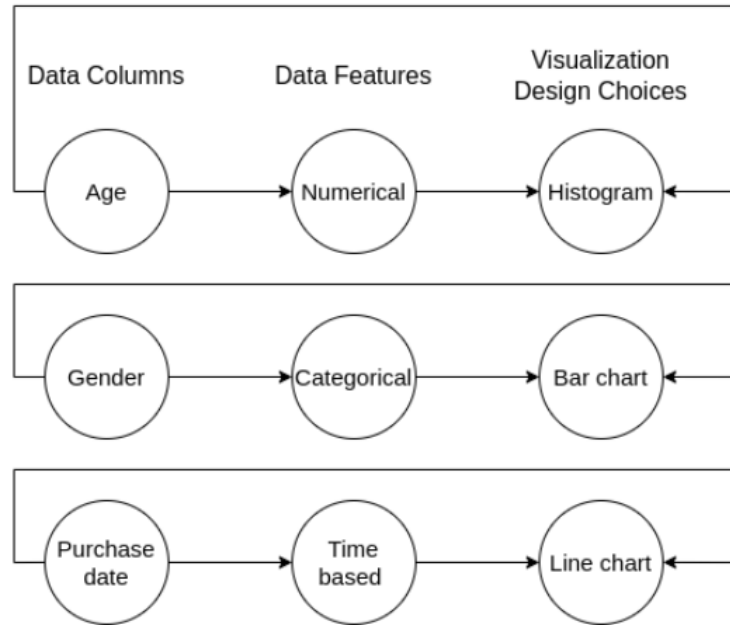 Data Columns
Data Features
Visualization
Design Choices
Age
Numerical
Histogram
Gender
Categorical
Bar chart
Purchase
date
Time
based
Line chart